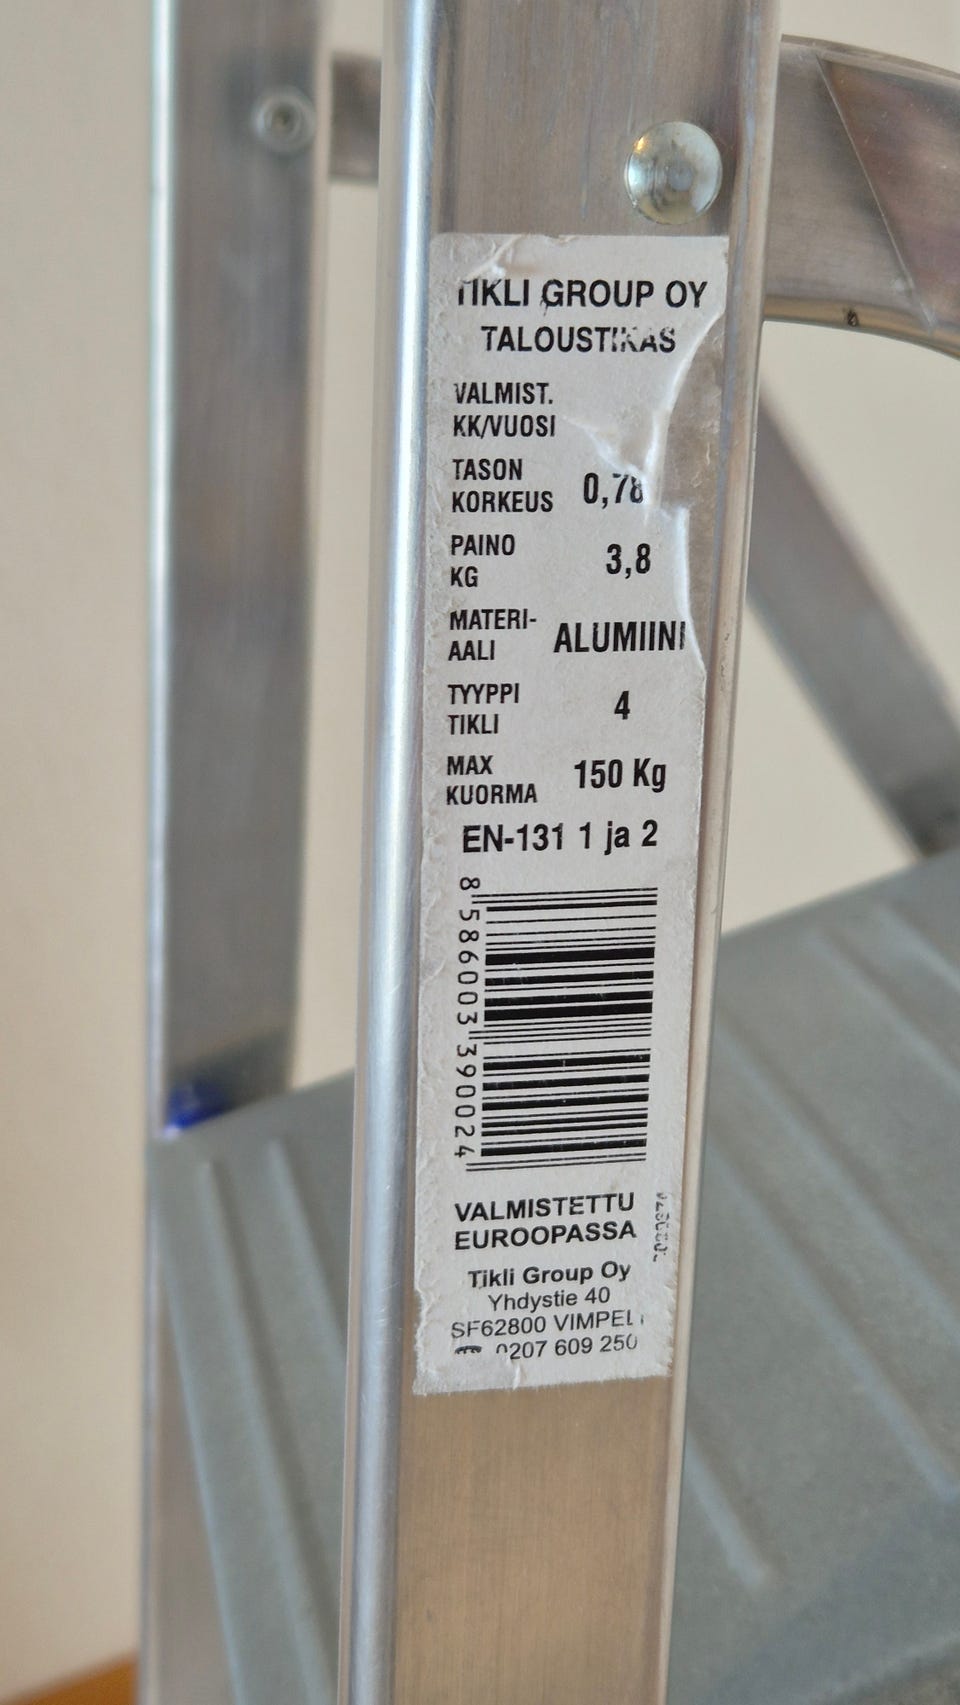 TIKLI GROUP OY
TALOUSTIKAS
VALMIST.
KK/VUOSI
TASON
KORKEUS 0,78
PAINO
KG 3,8
MATERI-
AALI ALUMIINI
TYYPPI
TIKLI 4
MAX
KUORMA 150 Kg
EN-131 1 ja 2
8 586003 390024
VALMISTETTU
EUROOPASSA
Tikli Group Oy
Yhdystie 40
SF62800 VIMPELI
0207 609 250